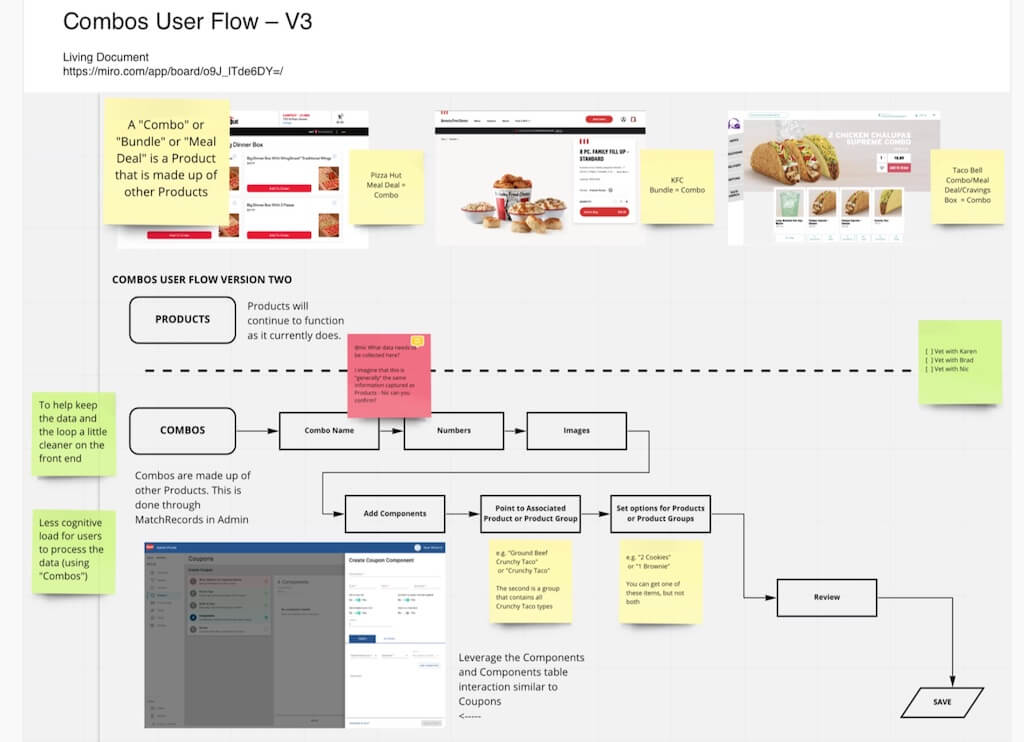 Combos User Flow – V3
Living Document
https://miro.com/app/board/o9J_lTde6DY=/
A "Combo" or
"Bundle" or "Meal
Deal" is a Product
that is made up of
other Products
Dinner Box
Pizza Hut
Meal Deal =
Combo
8 PC. FAMILY FILL UP -
STANDARD
KFC
Bundle = Combo
2 CHICKEN CHALUPAS
SUPREME COMBO
Taco Bell
Combo/Meal
Deal/Cravings
Box = Combo
COMBOS USER FLOW VERSION TWO
PRODUCTS
Products will
continue to function
as it currently does.
@Nic What data needs to
be collected here?
I imagine that this is
"generally" the same
information captured as
Products - Nic can you
confirm?
[ ] Vet with Karen
[ ] Vet with Brad
[ ] Vet with Nic
To help keep
the data and
the loop a little
cleaner on the
front end
COMBOS
Combo Name
Numbers
Images
Combos are made up of
other Products. This is
done through
MatchRecords in Admin
Add Components
Point to Associated
Product or Product Group
Set options for Products
or Product Groups
Less cognitive
load for users
to process the
data (using
"Combos")
Coupons
Create Coupon Component
Components
e.g. "Ground Beef
Crunchy Taco"
or "Crunchy Taco"
The second is a group
that contains all
Crunchy Taco types
e.g. "2 Cookies"
or "1 Brownie"
You can get one of
these items, but not
both
Review
Leverage the Components
and Components table
interaction similar to
Coupons
<-----
SAVE